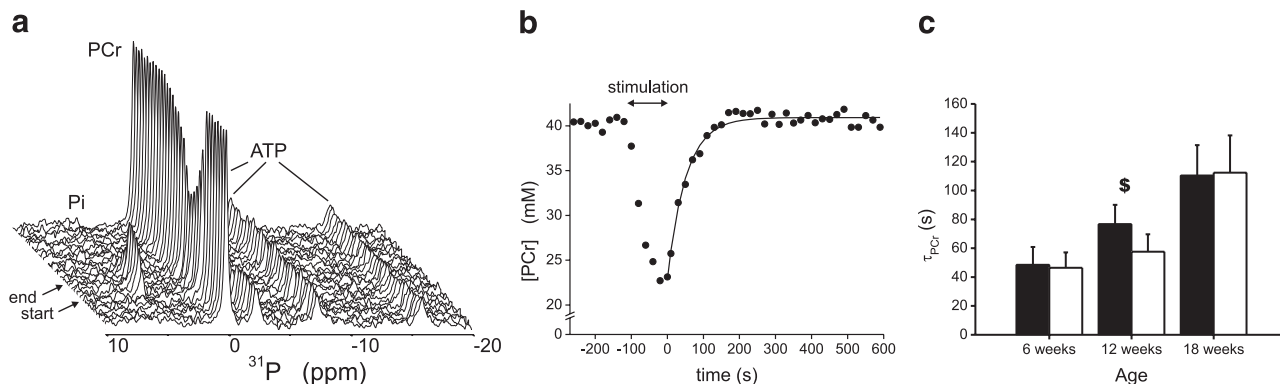 a
PCr
ATP
Pi
end
start
10
0
-10
-20
31P (ppm)
b
stimulation
40
35
30
25
20
0
[PCr] (mM)
-200
-100
0
100
200
300
400
500
600
time (s)
c
160
140
120
100
80
60
40
20
0
τPCr (s)
$
6 weeks
12 weeks
18 weeks
Age